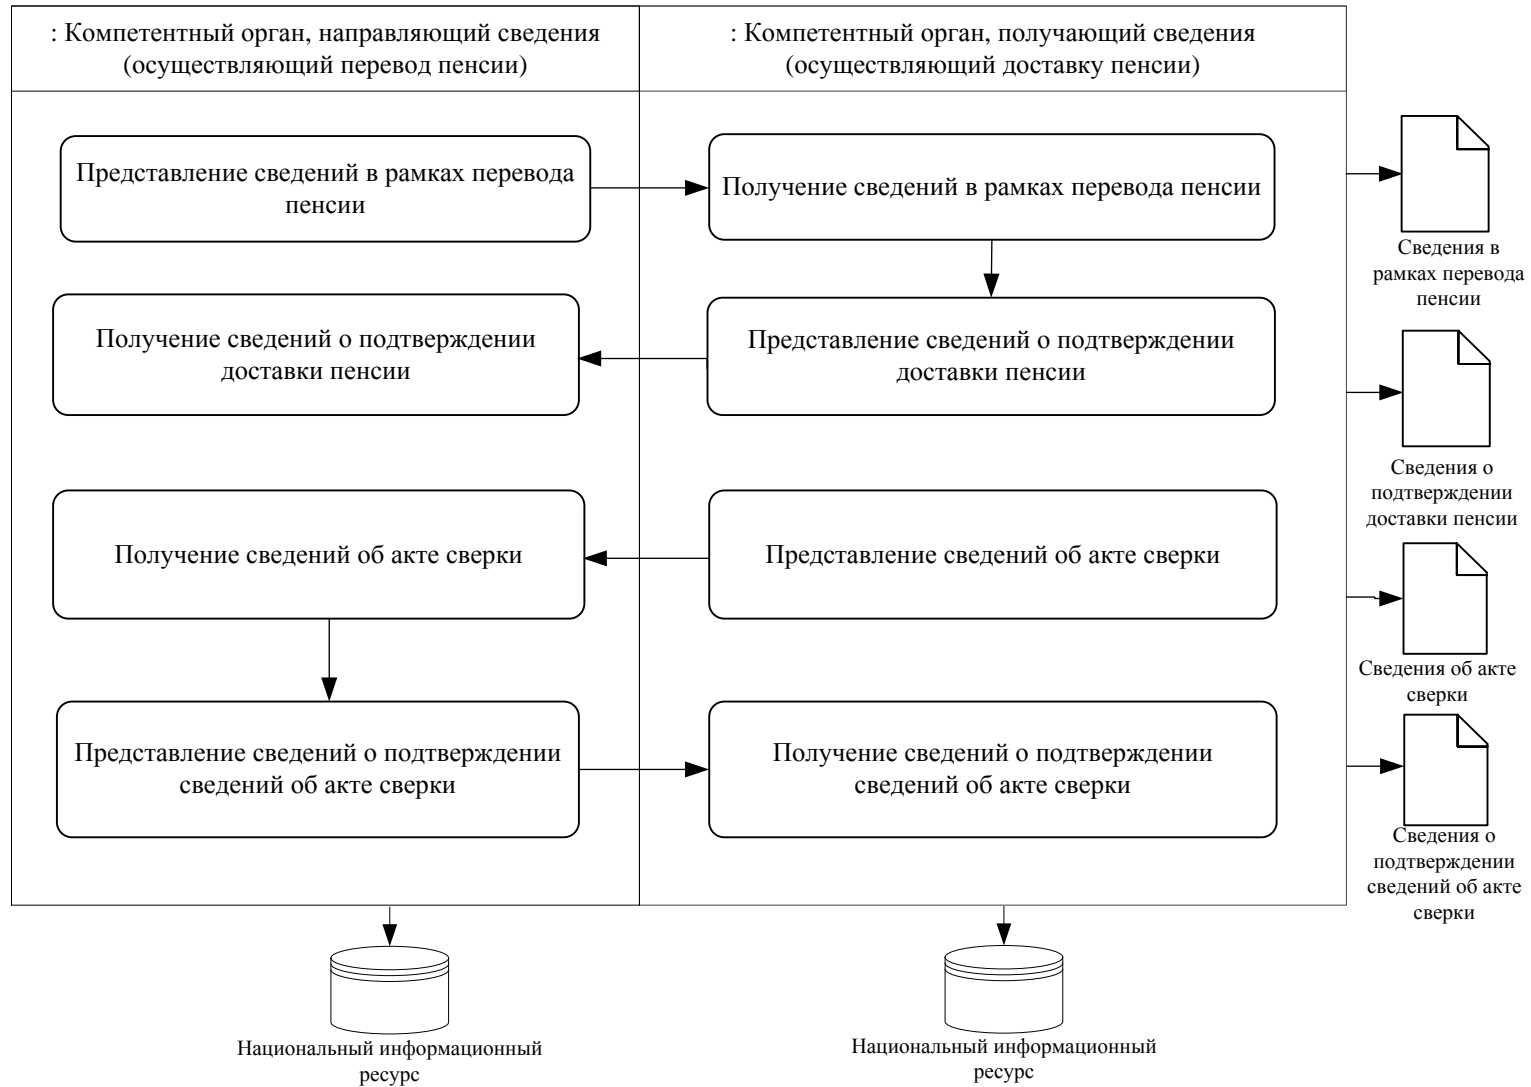 : Компетентный орган, направляющий сведения
(осуществляющий перевод пенсии)
: Компетентный орган, получающий сведения
(осуществляющий доставку пенсии)
Представление сведений в рамках перевода
пенсии
Получение сведений в рамках перевода пенсии
Сведения в
рамках перевода
пенсии
Получение сведений о подтверждении
доставки пенсии
Представление сведений о подтверждении
доставки пенсии
Сведения о
подтверждении
доставки пенсии
Получение сведений об акте сверки
Представление сведений об акте сверки
Сведения об акте
сверки
Представление сведений о подтверждении
сведений об акте сверки
Получение сведений о подтверждении
сведений об акте сверки
Сведения о
подтверждении
сведений об акте
сверки
Национальный информационный
ресурс
Национальный информационный
ресурс